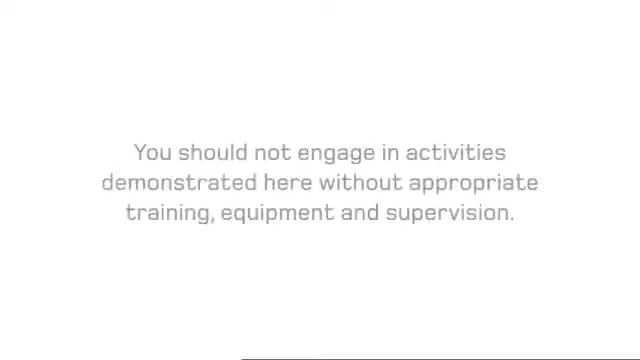 You should not engage in activities
demonstrated here without appropriate
training, equipment and supervision.